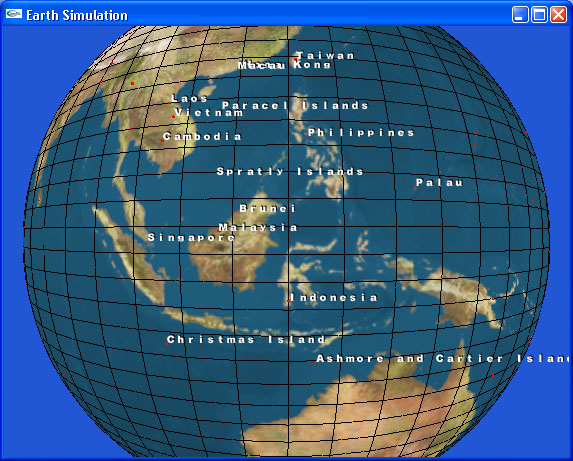 Earth Simulation
Taiwan
Macau Kong
Laos
Paracel Islands
Vietnam
Philippines
Cambodia
Spratly Islands
Palau
Brunei
Malaysia
Singapore
Indonesia
Christmas Island
Ashmore and Cartier Islan